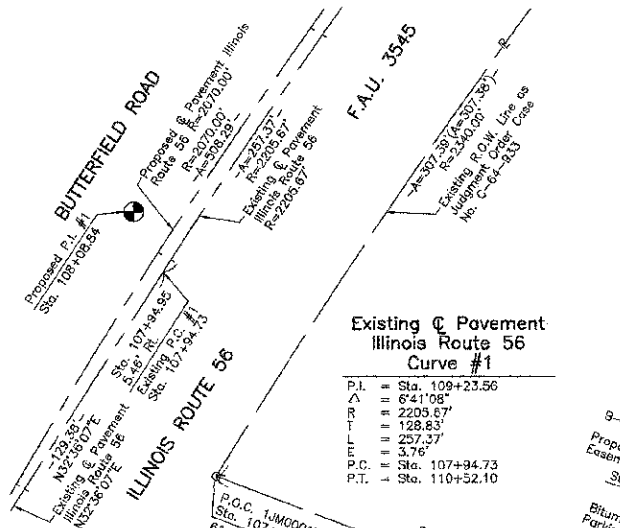 BUTTERFIELD ROAD
Proposed P.I. #1
Sta. 108+08.84
Proposed ℄ Pavement Illinois
Route 56 R=2070.00'
R=2070.00'
A=508.29'
A=257.37'
R=2205.67'
Existing ℄ Pavement
Illinois Route 56
R=2205.67'
F.A.U. 3545
A=307.39'(A=307.38')
R=2340.00'
Existing R.O.W. Line as
Judgment Order Case
No. C-64-833
Sta. 107+94.95
5.46' Rt.
Existing P.C. #1
Sta. 107+94.73
129.38'
N32°36'07"E
Existing ℄ Pavement
Illinois Route 56
N32°36'07"E
ILLINOIS ROUTE 56
Existing ℄ Pavement
Illinois Route 56
Curve #1
P.I. = Sta. 109+23.56
Δ = 6°41'08"
R = 2205.67'
T = 128.83'
L = 257.37'
E = 3.76'
P.C. = Sta. 107+94.73
P.T. = Sta. 110+52.10
P.O.C.
Sta.